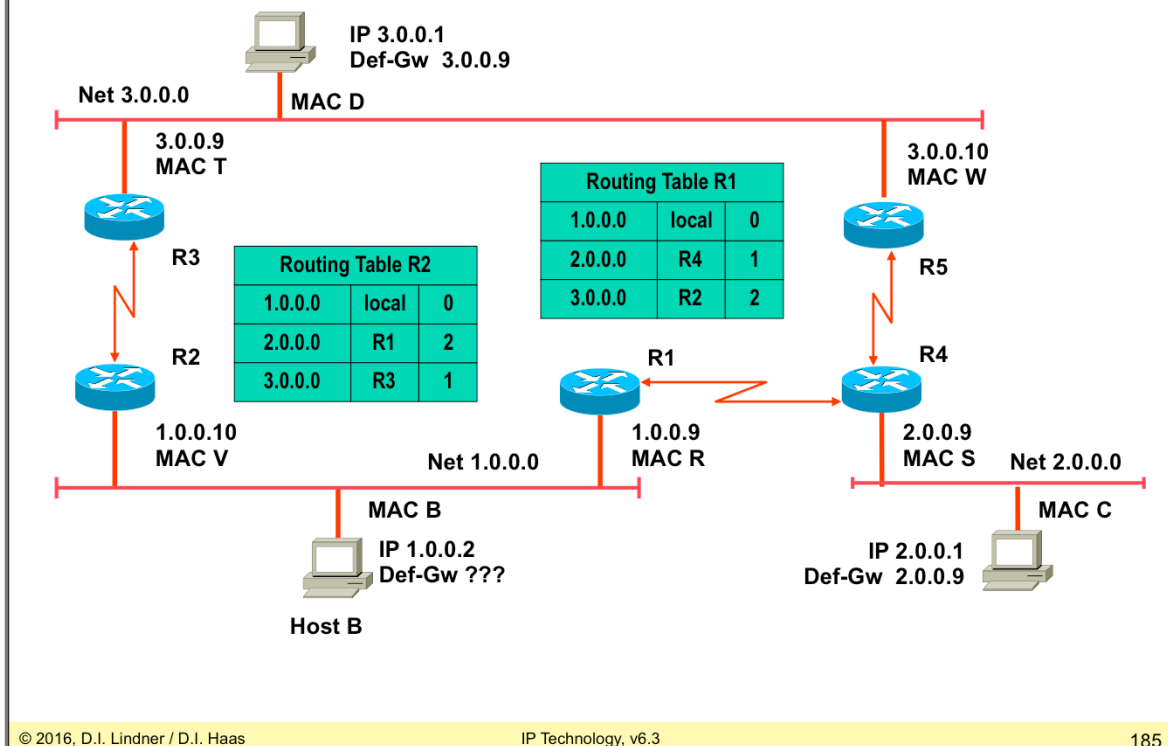 IP 3.0.0.1
Def-Gw 3.0.0.9
Net 3.0.0.0
MAC D
3.0.0.9
MAC T
3.0.0.10
MAC W
R3
R5
Routing Table R1
1.0.0.0 local 0
2.0.0.0 R4 1
3.0.0.0 R2 2
Routing Table R2
1.0.0.0 local 0
2.0.0.0 R1 2
3.0.0.0 R3 1
R2
R1
R4
1.0.0.10
MAC V
Net 1.0.0.0
1.0.0.9
MAC R
2.0.0.9
MAC S
Net 2.0.0.0
MAC B
MAC C
IP 1.0.0.2
Def-Gw ???
Host B
IP 2.0.0.1
Def-Gw 2.0.0.9
© 2016, D.I. Lindner / D.I. Haas
IP Technology, v6.3
185